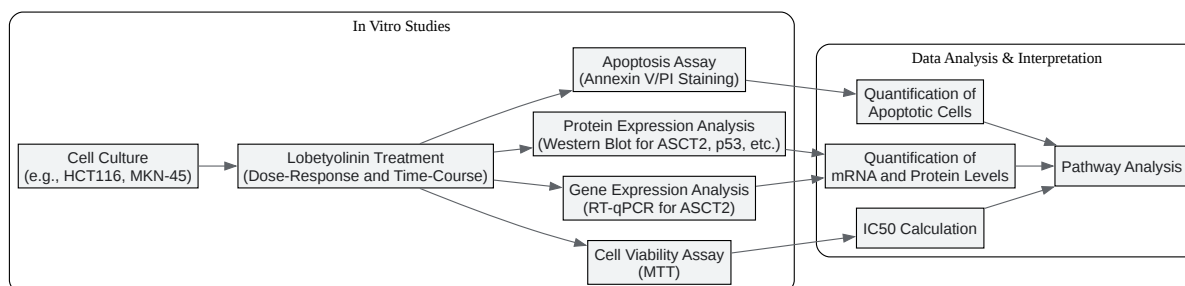 In Vitro Studies
Cell Culture
(e.g., HCT116, MKN-45)
Lobetyolinin Treatment
(Dose-Response and Time-Course)
Apoptosis Assay
(Annexin V/PI Staining)
Protein Expression Analysis
(Western Blot for ASCT2, p53, etc.)
Gene Expression Analysis
(RT-qPCR for ASCT2)
Cell Viability Assay
(MTT)
Data Analysis & Interpretation
Quantification of
Apoptotic Cells
Quantification of
mRNA and Protein Levels
IC50 Calculation
Pathway Analysis